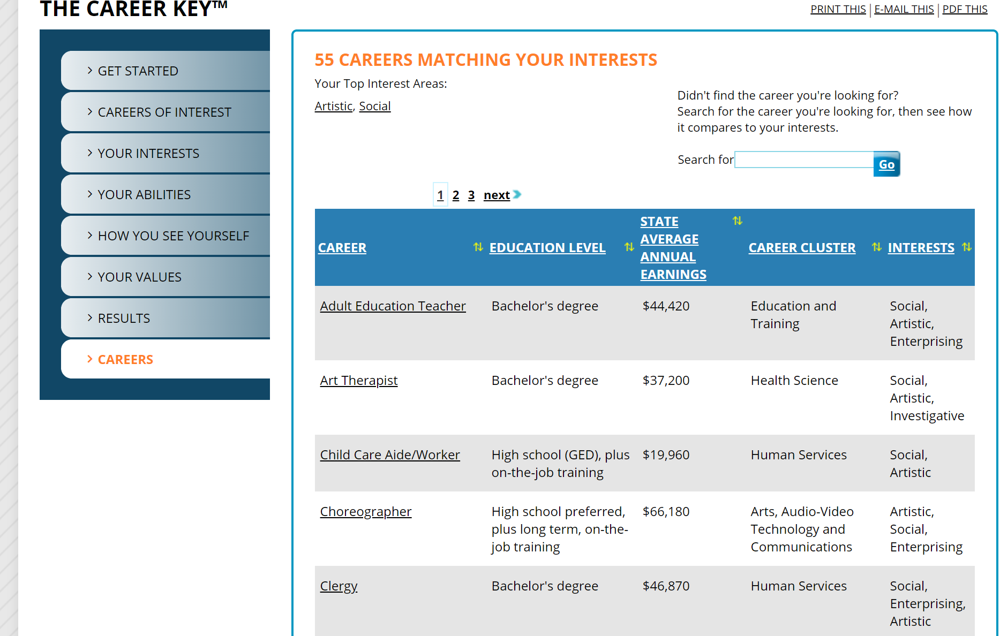 THE CAREER KEY™
PRINT THIS | E-MAIL THIS | PDF THIS
> GET STARTED
> CAREERS OF INTEREST
> YOUR INTERESTS
> YOUR ABILITIES
> HOW YOU SEE YOURSELF
> YOUR VALUES
> RESULTS
> CAREERS
55 CAREERS MATCHING YOUR INTERESTS
Your Top Interest Areas:
Artistic, Social
Didn't find the career you're looking for?
Search for the career you're looking for, then see how
it compares to your interests.
Search for Go
1 2 3 next
CAREER
EDUCATION LEVEL
STATE
AVERAGE
ANNUAL
EARNINGS
CAREER CLUSTER
INTERESTS
Adult Education Teacher
Bachelor's degree
$44,420
Education and
Training
Social,
Artistic,
Enterprising
Art Therapist
Bachelor's degree
$37,200
Health Science
Social,
Artistic,
Investigative
Child Care Aide/Worker
High school (GED), plus
on-the-job training
$19,960
Human Services
Social,
Artistic
Choreographer
High school preferred,
plus long term, on-the-
job training
$66,180
Arts, Audio-Video
Technology and
Communications
Artistic,
Social,
Enterprising
Clergy
Bachelor's degree
$46,870
Human Services
Social,
Enterprising,
Artistic